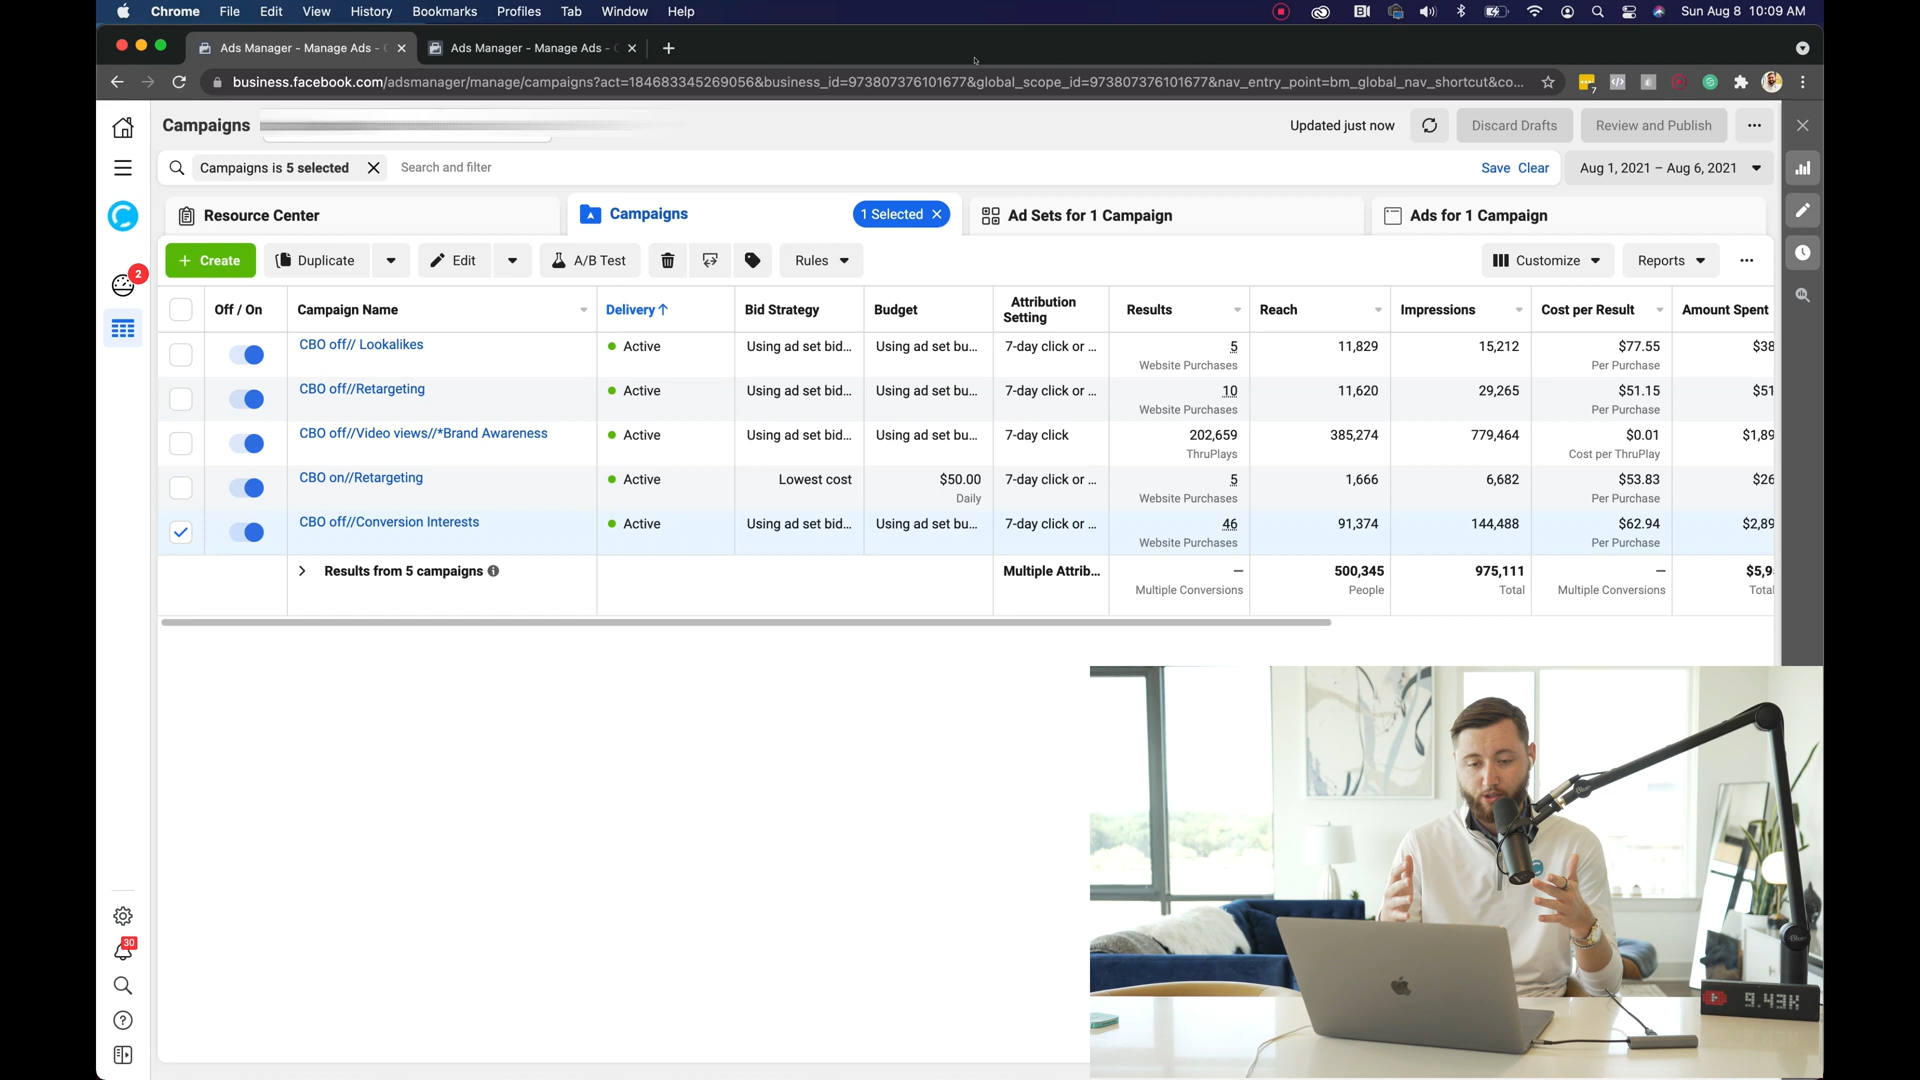 Chrome File Edit View History Bookmarks Profiles Tab Window Help
Sun Aug 8 10:09 AM
Ads Manager - Manage Ads - Ads Manager - Manage Ads -
business.facebook.com/adsmanager/manage/campaigns?act=184683345269056&business_id=973807376101677&global_scope_id=973807376101677&nav_entry_point=bm_global_nav_shortcut&co...
7
Campaigns
Updated just now Discard Drafts Review and Publish
Campaigns is 5 selected Search and filter Save Clear Aug 1, 2021 – Aug 6, 2021
Resource Center Campaigns 1 Selected Ad Sets for 1 Campaign Ads for 1 Campaign
+ Create Duplicate Edit A/B Test Rules Customize Reports
2
Off / On Campaign Name Delivery↑ Bid Strategy Budget Attribution Setting Results Reach Impressions Cost per Result Amount Spent
CBO off// Lookalikes Active Using ad set bid... Using ad set bu... 7-day click or ... 5 11,829 15,212 $77.55 $38
Website Purchases Per Purchase
CBO off//Retargeting Active Using ad set bid... Using ad set bu... 7-day click or ... 10 11,620 29,265 $51.15 $51
Website Purchases Per Purchase
CBO off//Video views//*Brand Awareness Active Using ad set bid... Using ad set bu... 7-day click 202,659 385,274 779,464 $0.01 $1,89
ThruPlays Cost per ThruPlay
CBO on//Retargeting Active Lowest cost $50.00 7-day click or ... 5 1,666 6,682 $53.83 $26
Daily Website Purchases Per Purchase
CBO off//Conversion Interests Active Using ad set bid... Using ad set bu... 7-day click or ... 46 91,374 144,488 $62.94 $2,89
Website Purchases Per Purchase
Results from 5 campaigns Multiple Attrib... — 500,345 975,111 — $5,9
Multiple Conversions People Total Multiple Conversions Total
30
9.43K